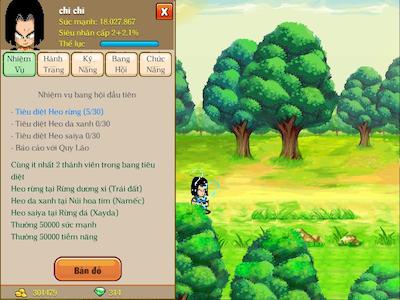 chi chi
Sức mạnh: 18.027.867
Siêu nhân cấp 2+2.1%
Thể lực
X
Nhiệm Vụ
Hành Trang
Kỹ Năng
Bang Hội
Chức Năng
Nhiệm vụ bang hội đầu tiên
- Tiêu diệt Heo rừng (5/30)
- Tiêu diệt Heo da xanh 0/30
- Tiêu diệt Heo saiya 0/30
- Báo cáo với Quy Lão
Cùng ít nhất 2 thành viên trong bang tiêu
diệt
Heo rừng tại Rừng dương xỉ (Trái đất)
Heo da xanh tại Núi hoa tím (Namếc)
Heo saiya tại Rừng đá (Xayda)
Thưởng 50000 sức mạnh
Thưởng 50000 tiềm năng
Bản đồ
304479
244